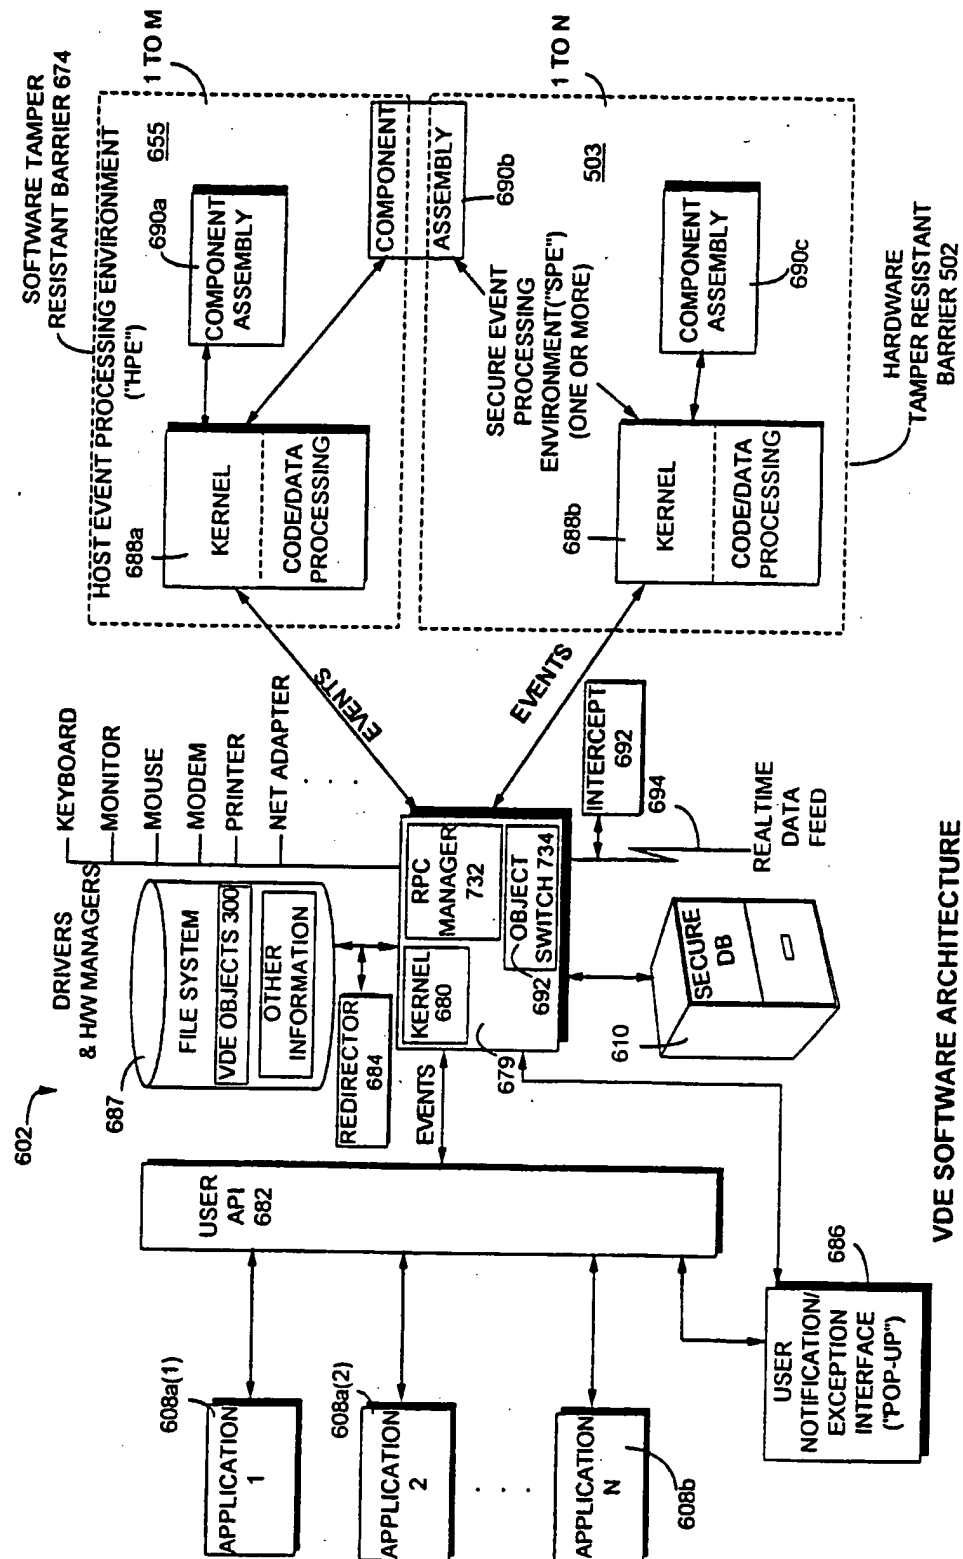 602
DRIVERS
& H/W MANAGERS
KEYBOARD
MONITOR
MOUSE
MODEM
PRINTER
NET ADAPTER
. . .
687
FILE SYSTEM
VDE OBJECTS 300
OTHER
INFORMATION
REDIRECTOR
684
EVENTS
USER
API
682
608a(1)
APPLICATION
1
608a(2)
APPLICATION
2
. . . .
APPLICATION
N
608b
USER
NOTIFICATION/
EXCEPTION
INTERFACE
("POP-UP")
686
KERNEL
680
RPC
MANAGER
732
OBJECT
SWITCH 734
692
679
610
SECURE
DB
INTERCEPT
692
694
REALTIME
DATA
FEED
EVENTS
EVENTS
SOFTWARE TAMPER
RESISTANT BARRIER 674
HOST EVENT PROCESSING ENVIRONMENT
("HPE")
655
1 TO M
690a
COMPONENT
ASSEMBLY
688a
KERNEL
CODE/DATA
PROCESSING
COMPONENT
ASSEMBLY
690b
SECURE EVENT
PROCESSING
ENVIRONMENT("SPE")
(ONE OR MORE)
503
1 TO N
688b
KERNEL
CODE/DATA
PROCESSING
COMPONENT
ASSEMBLY
690c
HARDWARE
TAMPER RESISTANT
BARRIER 502
VDE SOFTWARE ARCHITECTURE